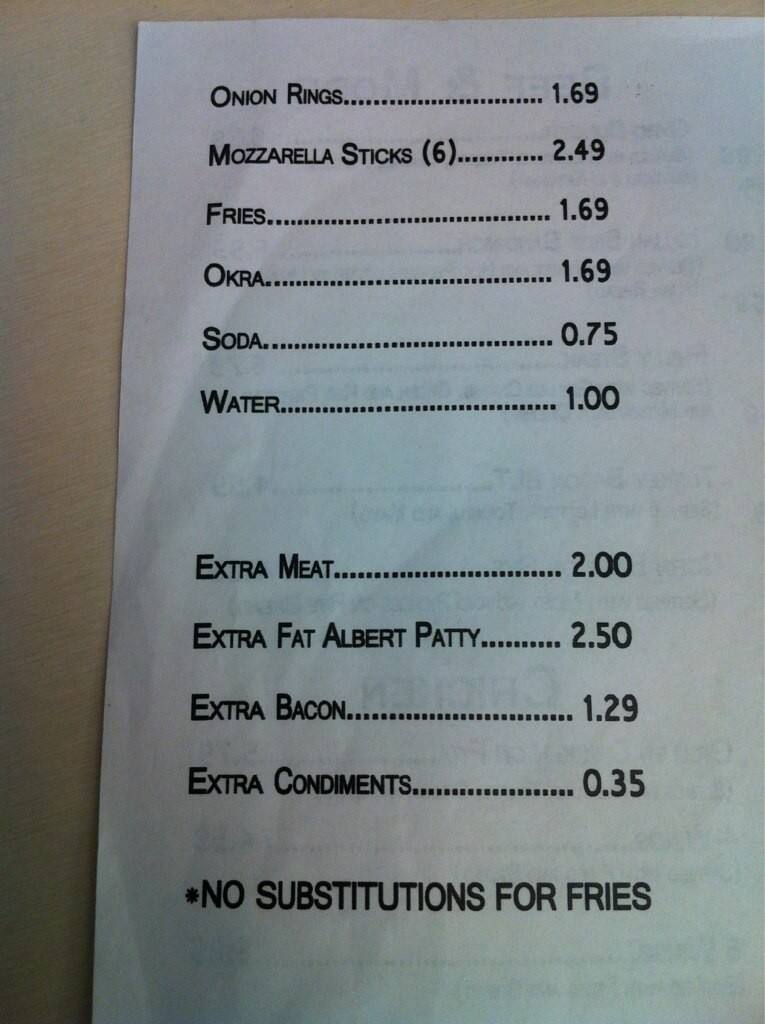 Onion Rings.............................. 1.69
Mozzarella Sticks (6)............. 2.49
Fries.......................................... 1.69
Okra.......................................... 1.69
Soda........................................... 0.75
Water......................................... 1.00
Extra Meat.................................. 2.00
Extra Fat Albert Patty............ 2.50
Extra Bacon.................................. 1.29
Extra Condiments........................ 0.35
*NO SUBSTITUTIONS FOR FRIES